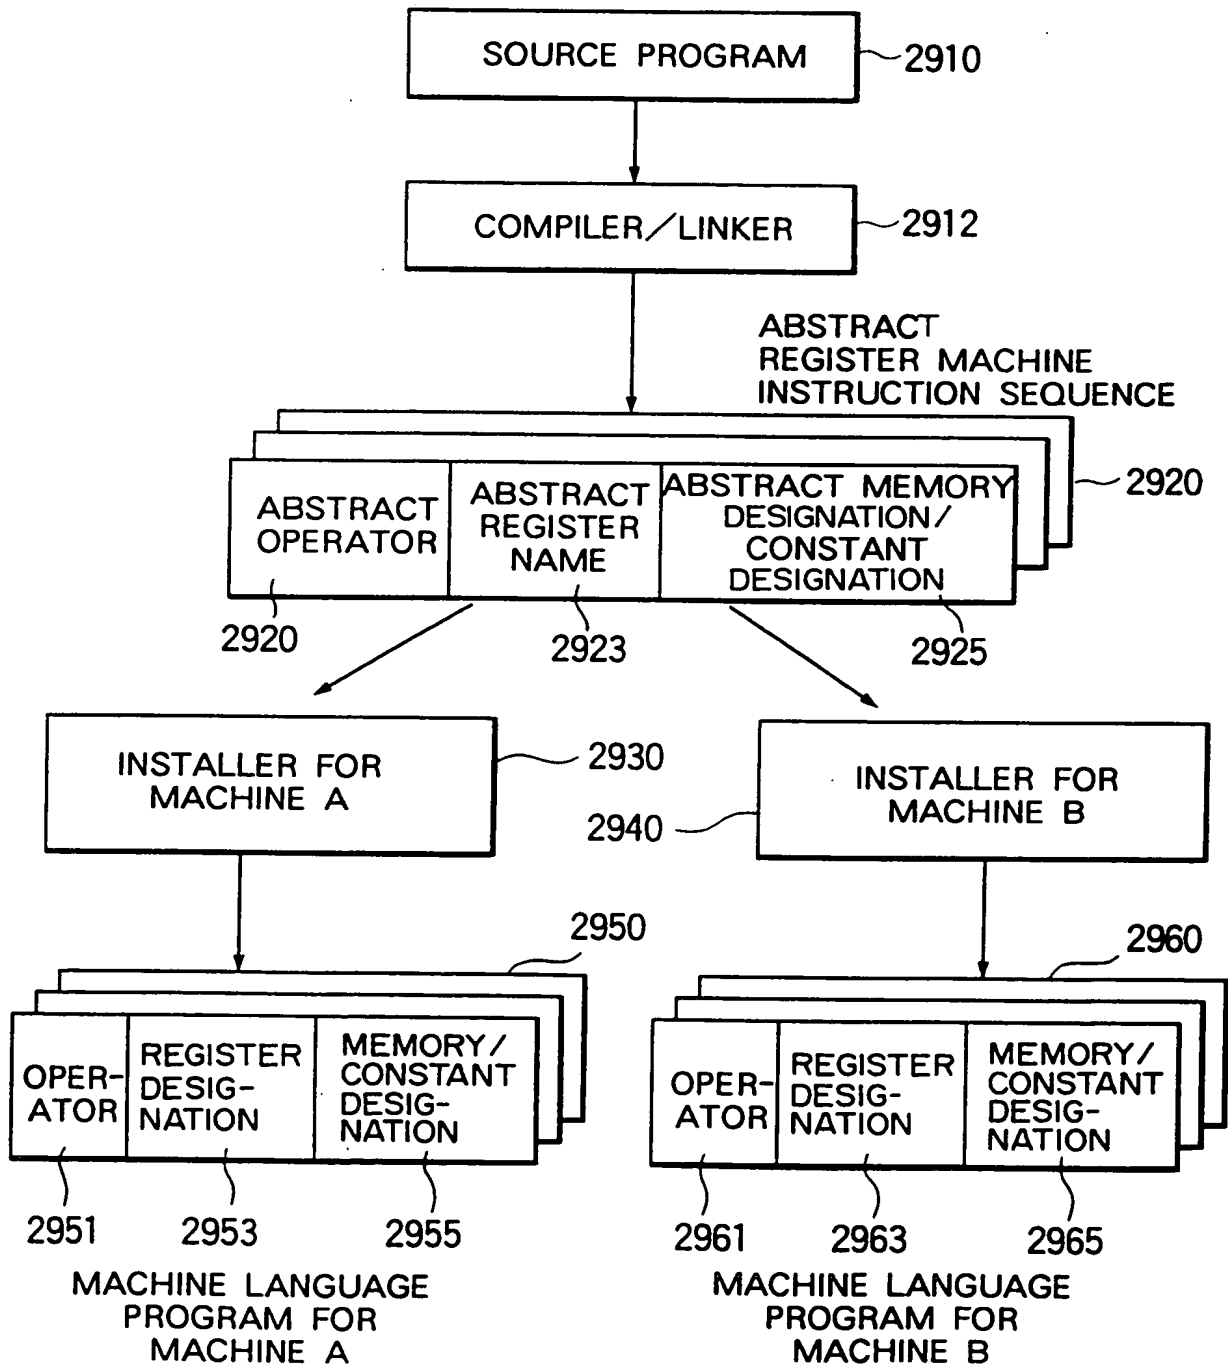 SOURCE PROGRAM
2910
COMPILER/LINKER
2912
ABSTRACT
REGISTER MACHINE
INSTRUCTION SEQUENCE
2920
ABSTRACT
OPERATOR
ABSTRACT
REGISTER
NAME
ABSTRACT MEMORY
DESIGNATION/
CONSTANT
DESIGNATION
2920
2923
2925
INSTALLER FOR
MACHINE A
2930
INSTALLER FOR
MACHINE B
2940
2950
OPER-
ATOR
REGISTER
DESIG-
NATION
MEMORY/
CONSTANT
DESIG-
NATION
2951
2953
2955
MACHINE LANGUAGE
PROGRAM FOR
MACHINE A
2960
OPER-
ATOR
REGISTER
DESIG-
NATION
MEMORY/
CONSTANT
DESIG-
NATION
2961
2963
2965
MACHINE LANGUAGE
PROGRAM FOR
MACHINE B